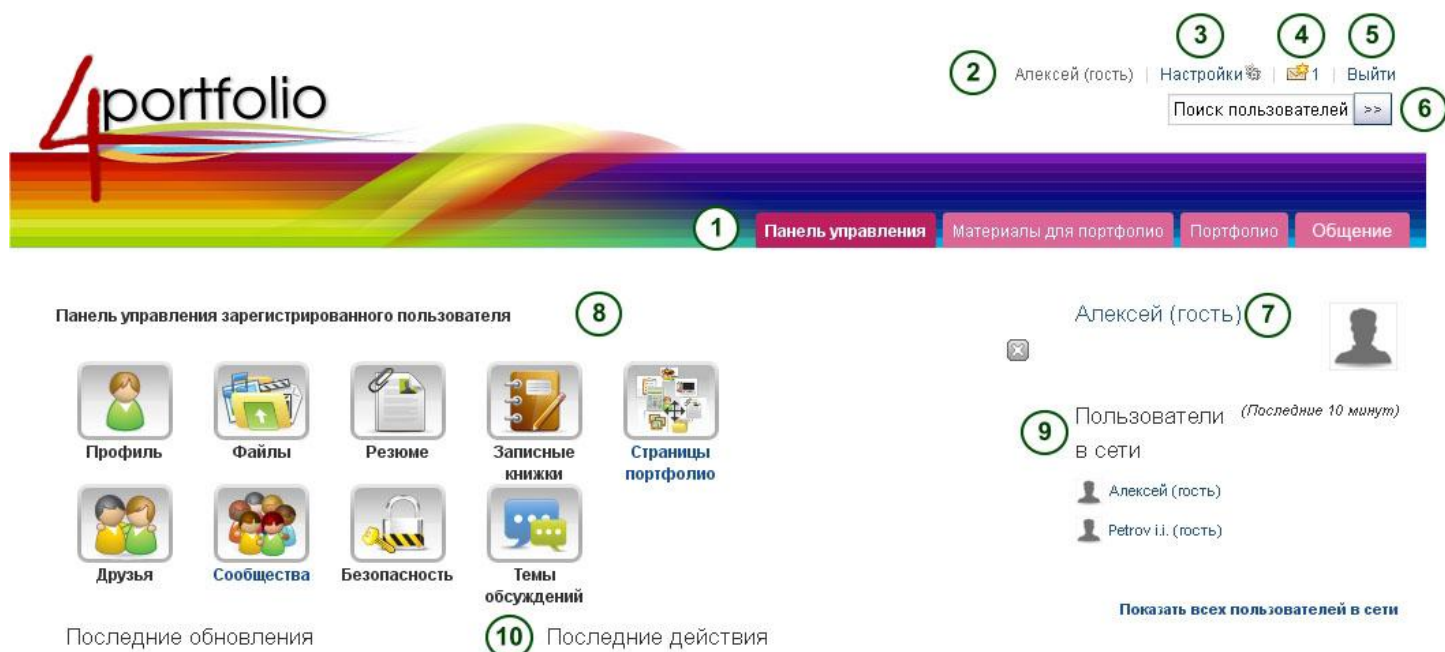 3 4 5
2 Алексей (гость) | Настройки | 1 | Выйти
4portfolio
Поиск пользователей >> 6
1 Панель управления Материалы для портфолио Портфолио Общение
Панель управления зарегистрированного пользователя 8
Алексей (гость) 7
Профиль Файлы Резюме Записные книжки Страницы портфолио
9 Пользователи в сети (Последние 10 минут)
Алексей (гость)
Petrov i.i. (гость)
Друзья Сообщества Безопасность Темы обсуждений
Показать всех пользователей в сети
Последние обновления 10 Последние действия